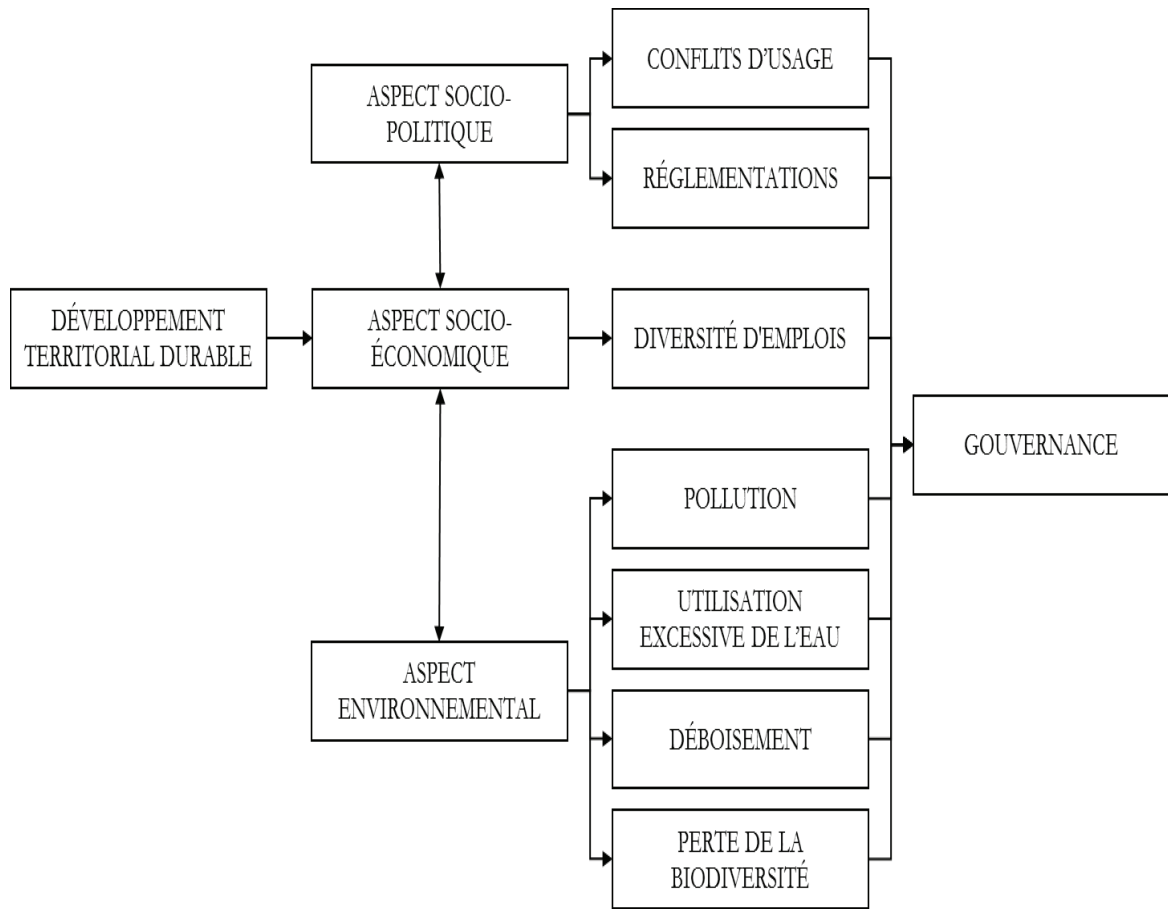 DÉVELOPPEMENT
TERRITORIAL DURABLE
ASPECT SOCIO-
POLITIQUE
ASPECT SOCIO-
ÉCONOMIQUE
ASPECT
ENVIRONNEMENTAL
CONFLITS D’USAGE
RÉGLEMENTATIONS
DIVERSITÉ D'EMPLOIS
POLLUTION
UTILISATION
EXCESSIVE DE L’EAU
DÉBOISEMENT
PERTE DE LA
BIODIVERSITÉ
GOUVERNANCE